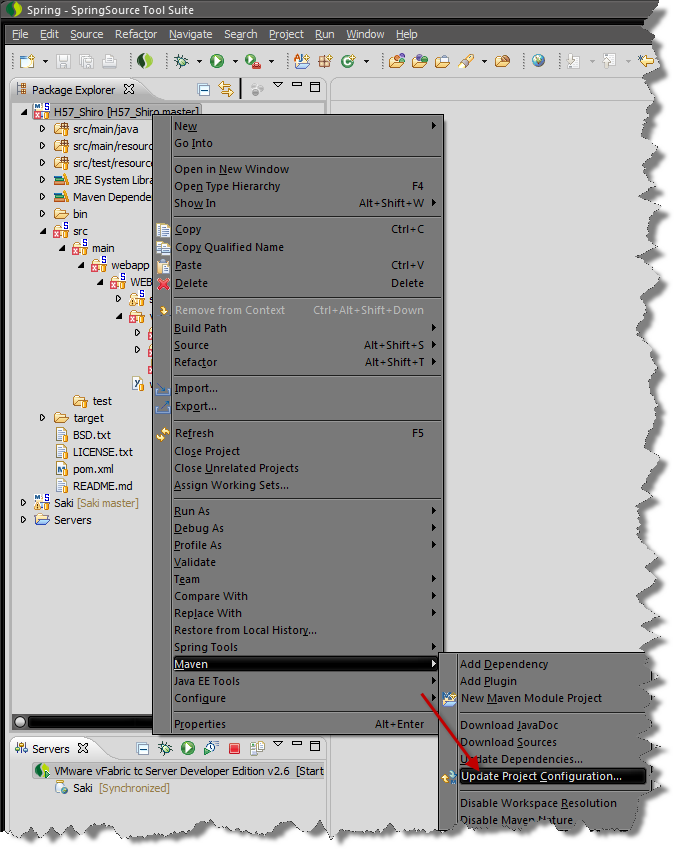 Spring - SpringSource Tool Suite
File Edit Source Refactor Navigate Search Project Run Window Help
Package Explorer
H57_Shiro [H57_Shiro master]
src/main/java
src/main/resourc
src/test/resource
JRE System Libra
Maven Depende
bin
src
main
webapp
WEB
test
target
BSD.txt
LICENSE.txt
pom.xml
README.md
Saki [Saki master]
Servers
New
Go Into
Open in New Window
Open Type Hierarchy F4
Show In Alt+Shift+W
Copy Ctrl+C
Copy Qualified Name
Paste Ctrl+V
Delete Delete
Remove from Context Ctrl+Alt+Shift+Down
Build Path
Source Alt+Shift+S
Refactor Alt+Shift+T
Import...
Export...
Refresh F5
Close Project
Close Unrelated Projects
Assign Working Sets...
Run As
Debug As
Profile As
Validate
Team
Compare With
Replace With
Restore from Local History...
Spring Tools
Maven
Java EE Tools
Configure
Properties Alt+Enter
Add Dependency
Add Plugin
New Maven Module Project
Download JavaDoc
Download Sources
Update Dependencies...
Update Project Configuration...
Disable Workspace Resolution
Disable Maven Nature
Servers
VMware vFabric tc Server Developer Edition v2.6 [Start
Saki [Synchronized]